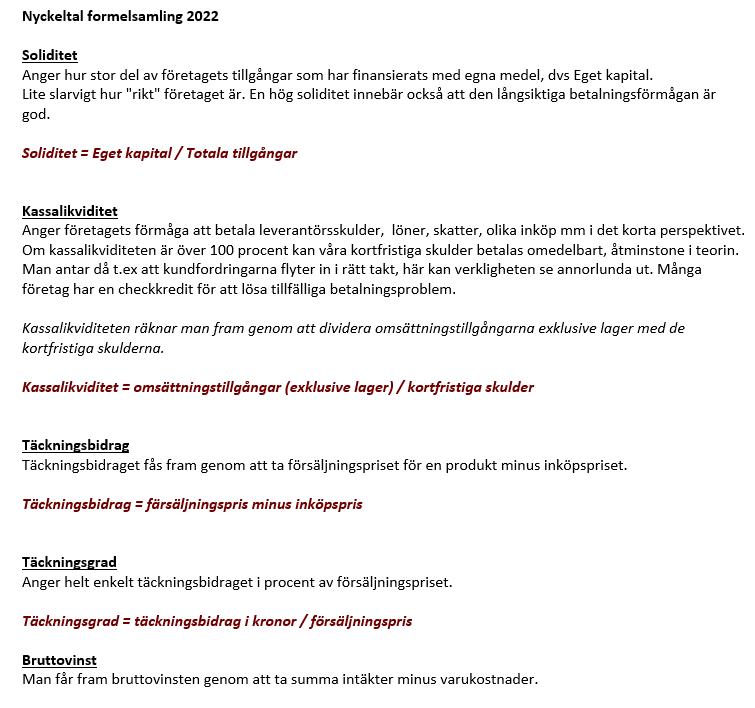 Nyckeltal formelsamling 2022
Soliditet
Anger hur stor del av företagets tillgångar som har finansierats med egna medel, dvs Eget kapital.
Lite slarvigt hur "rikt" företaget är. En hög soliditet innebär också att den långsiktiga betalningsförmågan är
god.
Soliditet = Eget kapital / Totala tillgångar
Kassalikviditet
Anger företagets förmåga att betala leverantörsskulder,  löner, skatter, olika inköp mm i det korta perspektivet.
Om kassalikviditeten är över 100 procent kan våra kortfristiga skulder betalas omedelbart, åtminstone i teorin.
Man antar då t.ex att kundfordringarna flyter in i rätt takt, här kan verkligheten se annorlunda ut. Många
företag har en checkkredit för att lösa tillfälliga betalningsproblem.
Kassalikviditeten räknar man fram genom att dividera omsättningstillgångarna exklusive lager med de
kortfristiga skulderna.
Kassalikviditet = omsättningstillgångar (exklusive lager) / kortfristiga skulder
Täckningsbidrag
Täckningsbidraget fås fram genom att ta försäljningspriset för en produkt minus inköpspriset.
Täckningsbidrag = färsäljningspris minus inköpspris
Täckningsgrad
Anger helt enkelt täckningsbidraget i procent av försäljningspriset.
Täckningsgrad = täckningsbidrag i kronor / försäljningspris
Bruttovinst
Man får fram bruttovinsten genom att ta summa intäkter minus varukostnader.